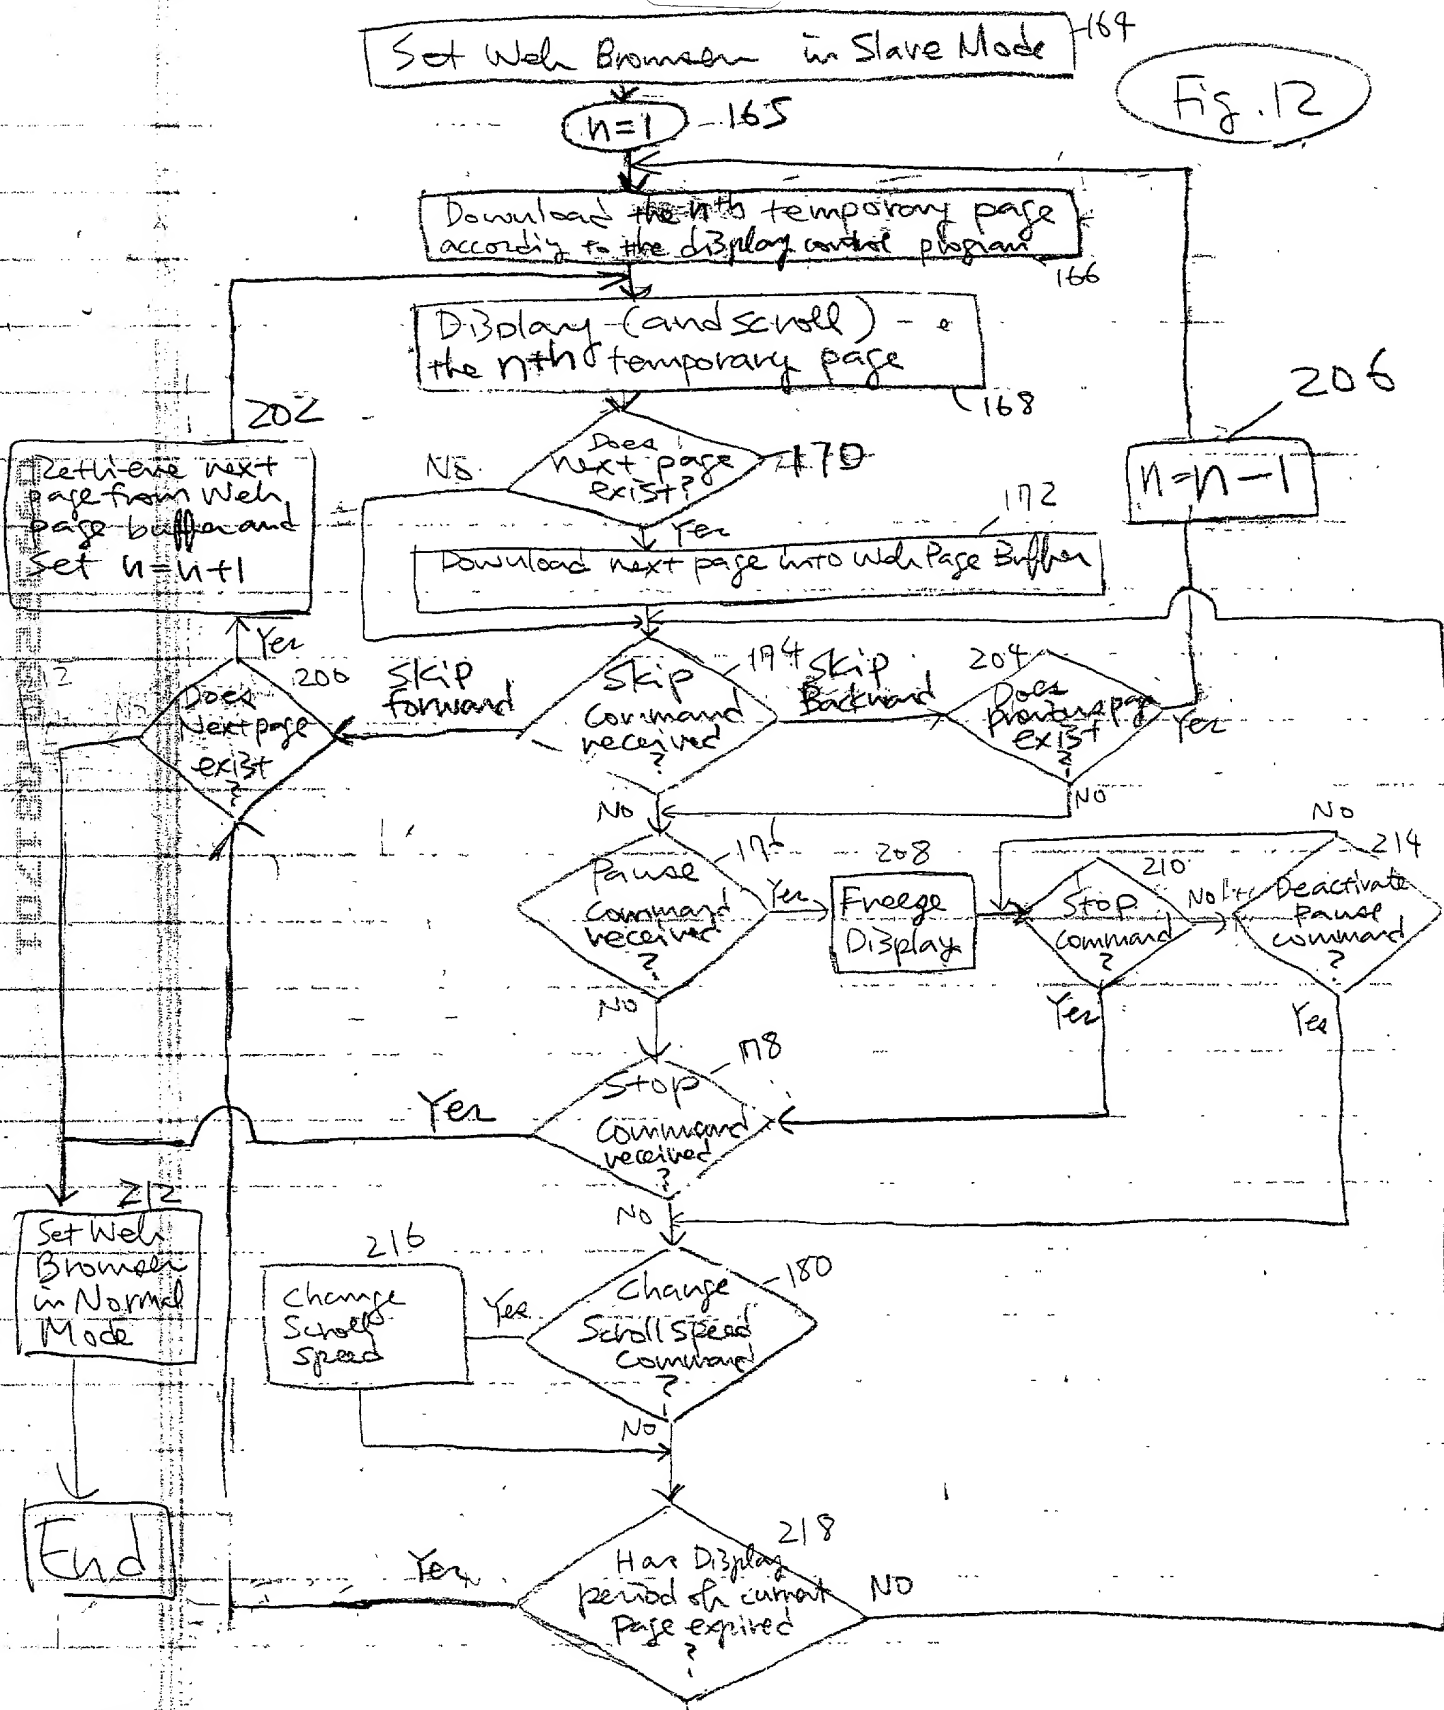 Set Web Browser in Slave Mode
164
Fig. 12
n=1
165
Download the nth temporary page
according to the display control program
166
Display (and scroll)
the nth temporary page
168
202
206
Retrieve next
page from Web
page buffer and
Set n=n+1
Does
next page
exist?
170
No
Yes
n=n-1
172
Download next page into Web Page Buffer
Yes
200
Does
Next page
exist
?
No
Skip
forward
Skip
Command
received
?
174
Skip
Backward
204
Does
previous page
exist
?
Yes
No
No
Pause
Command
received
?
176
Yes
208
Freeze
Display
210
Stop
command
?
No
No
214
Deactivate
Pause
command
?
No
Yes
Yes
178
Stop
Command
received
?
Yes
No
212
Set Web
Browser
in Normal
Mode
216
Change
Scroll
speed
Yes
180
Change
Scroll speed
Command
?
No
End
218
Has Display
period of current
page expired
?
Yes
NO